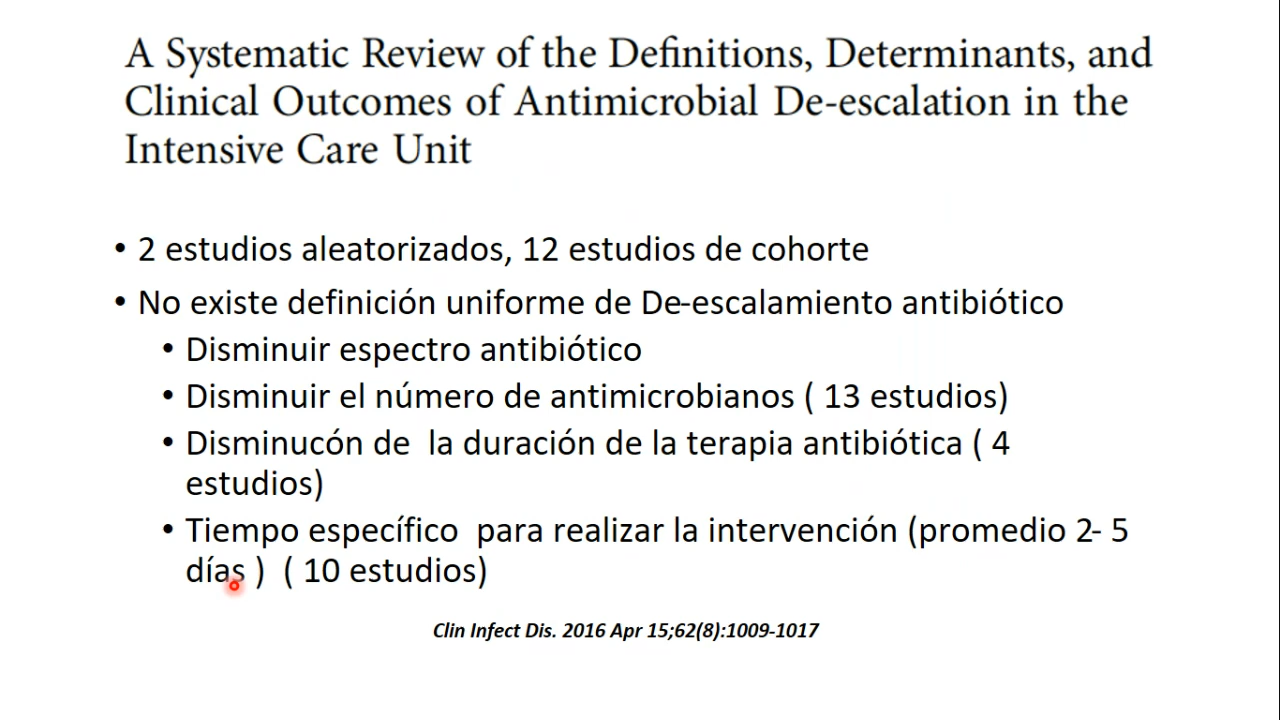 A Systematic Review of the Definitions, Determinants, and
Clinical Outcomes of Antimicrobial De-escalation in the
Intensive Care Unit
• 2 estudios aleatorizados, 12 estudios de cohorte
• No existe definición uniforme de De-escalamiento antibiótico
• Disminuir espectro antibiótico
• Disminuir el número de antimicrobianos ( 13 estudios)
• Disminucón de  la duración de la terapia antibiótica ( 4
estudios)
• Tiempo específico  para realizar la intervención (promedio 2- 5
días )  ( 10 estudios)
Clin Infect Dis. 2016 Apr 15;62(8):1009-1017